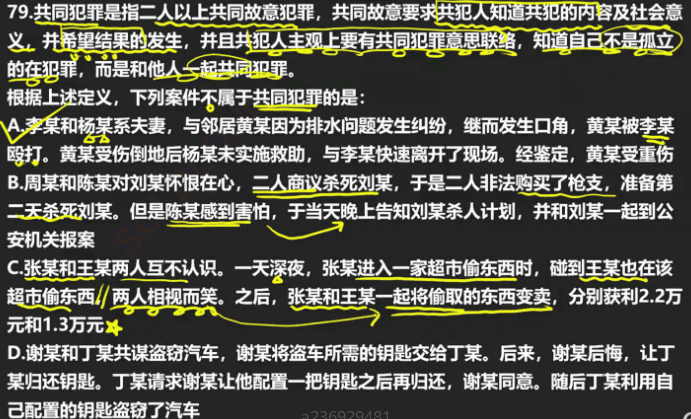 79.共同犯罪是指二人以上共同故意犯罪，共同故意要求共犯人知道共犯的内容及社会意
义，并希望结果的发生，并且共犯人主观上要有共同犯罪意思联络，知道自己不是孤立
的在犯罪，而是和他人一起共同犯罪。
根据上述定义，下列案件不属于共同犯罪的是：
A.李某和杨某系夫妻，与邻居黄某因为排水问题发生纠纷，继而发生口角，黄某被李某
殴打。黄某受伤倒地后杨某未实施救助，与李某快速离开了现场。经鉴定，黄某受重伤
B.周某和陈某对刘某怀恨在心，二人商议杀死刘某，于是二人非法购买了枪支，准备第
二天杀死刘某。但是陈某感到害怕，于当天晚上告知刘某杀人计划，并和刘某一起到公
安机关报案
C.张某和王某两人互不认识。一天深夜，张某进入一家超市偷东西时，碰到王某也在该
超市偷东西，两人相视而笑。之后，张某和王某一起将偷取的东西变卖，分别获利2.2万
元和1.3万元
D.谢某和丁某共谋盗窃汽车，谢某将盗车所需的钥匙交给丁某。后来，谢某后悔，让丁
某归还钥匙。丁某请求谢某让他配置一把钥匙之后再归还，谢某同意。随后丁某利用自
己配置的钥匙盗窃了汽车
a236929481